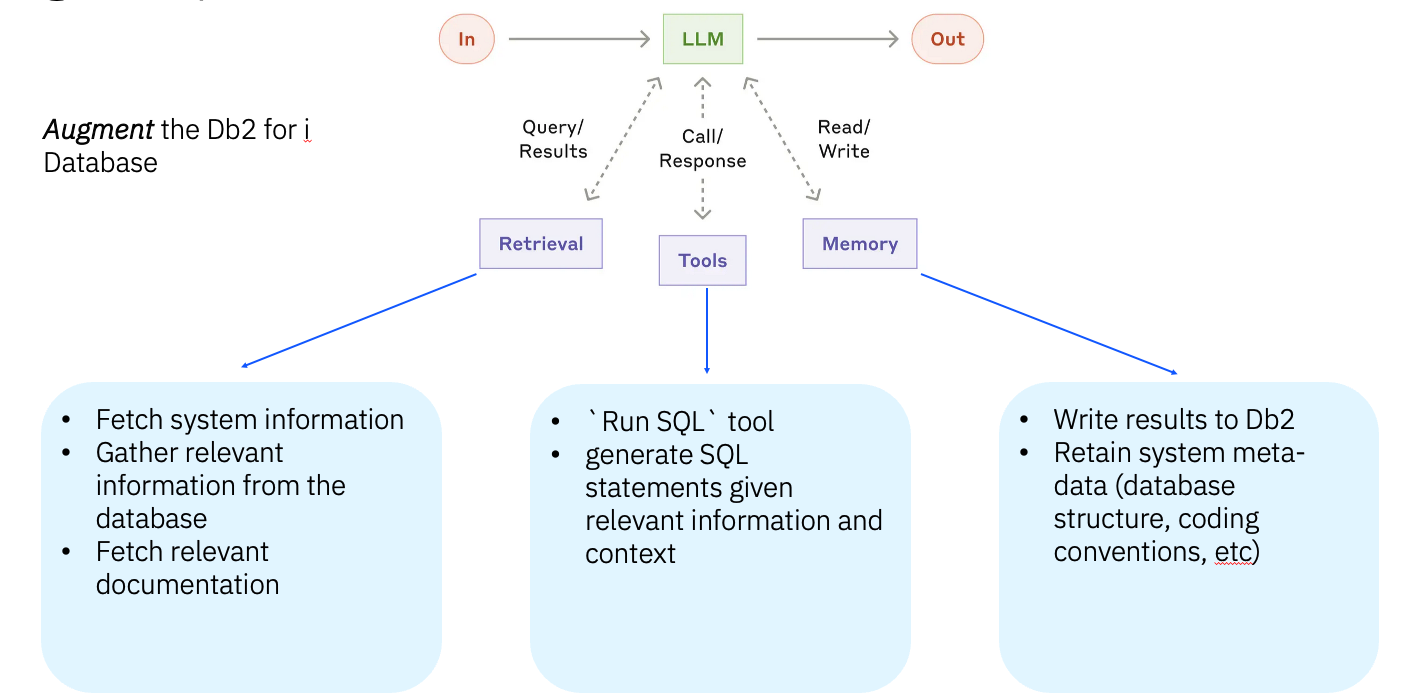 In
LLM
Out
Augment the Db2 for i
Database
Query/
Results
Call/
Response
Read/
Write
Retrieval
Tools
Memory
• Fetch system information
• Gather relevant
information from the
database
• Fetch relevant
documentation
• `Run SQL` tool
• generate SQL
statements given
relevant information and
context
• Write results to Db2
• Retain system meta-
data (database
structure, coding
conventions, etc)